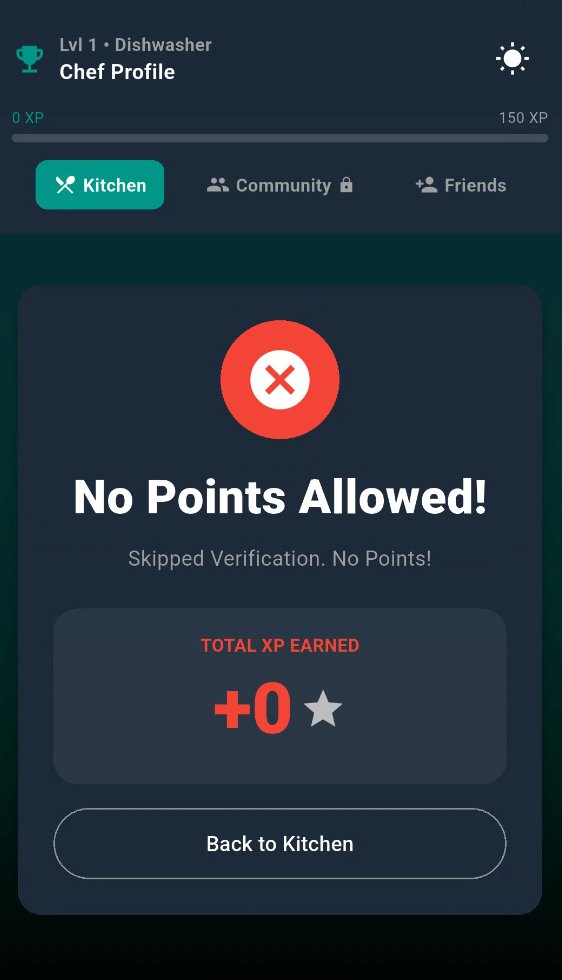 Lvl 1 • Dishwasher
Chef Profile
0 XP
150 XP
Kitchen
Community
Friends
No Points Allowed!
Skipped Verification. No Points!
TOTAL XP EARNED
+0
Back to Kitchen